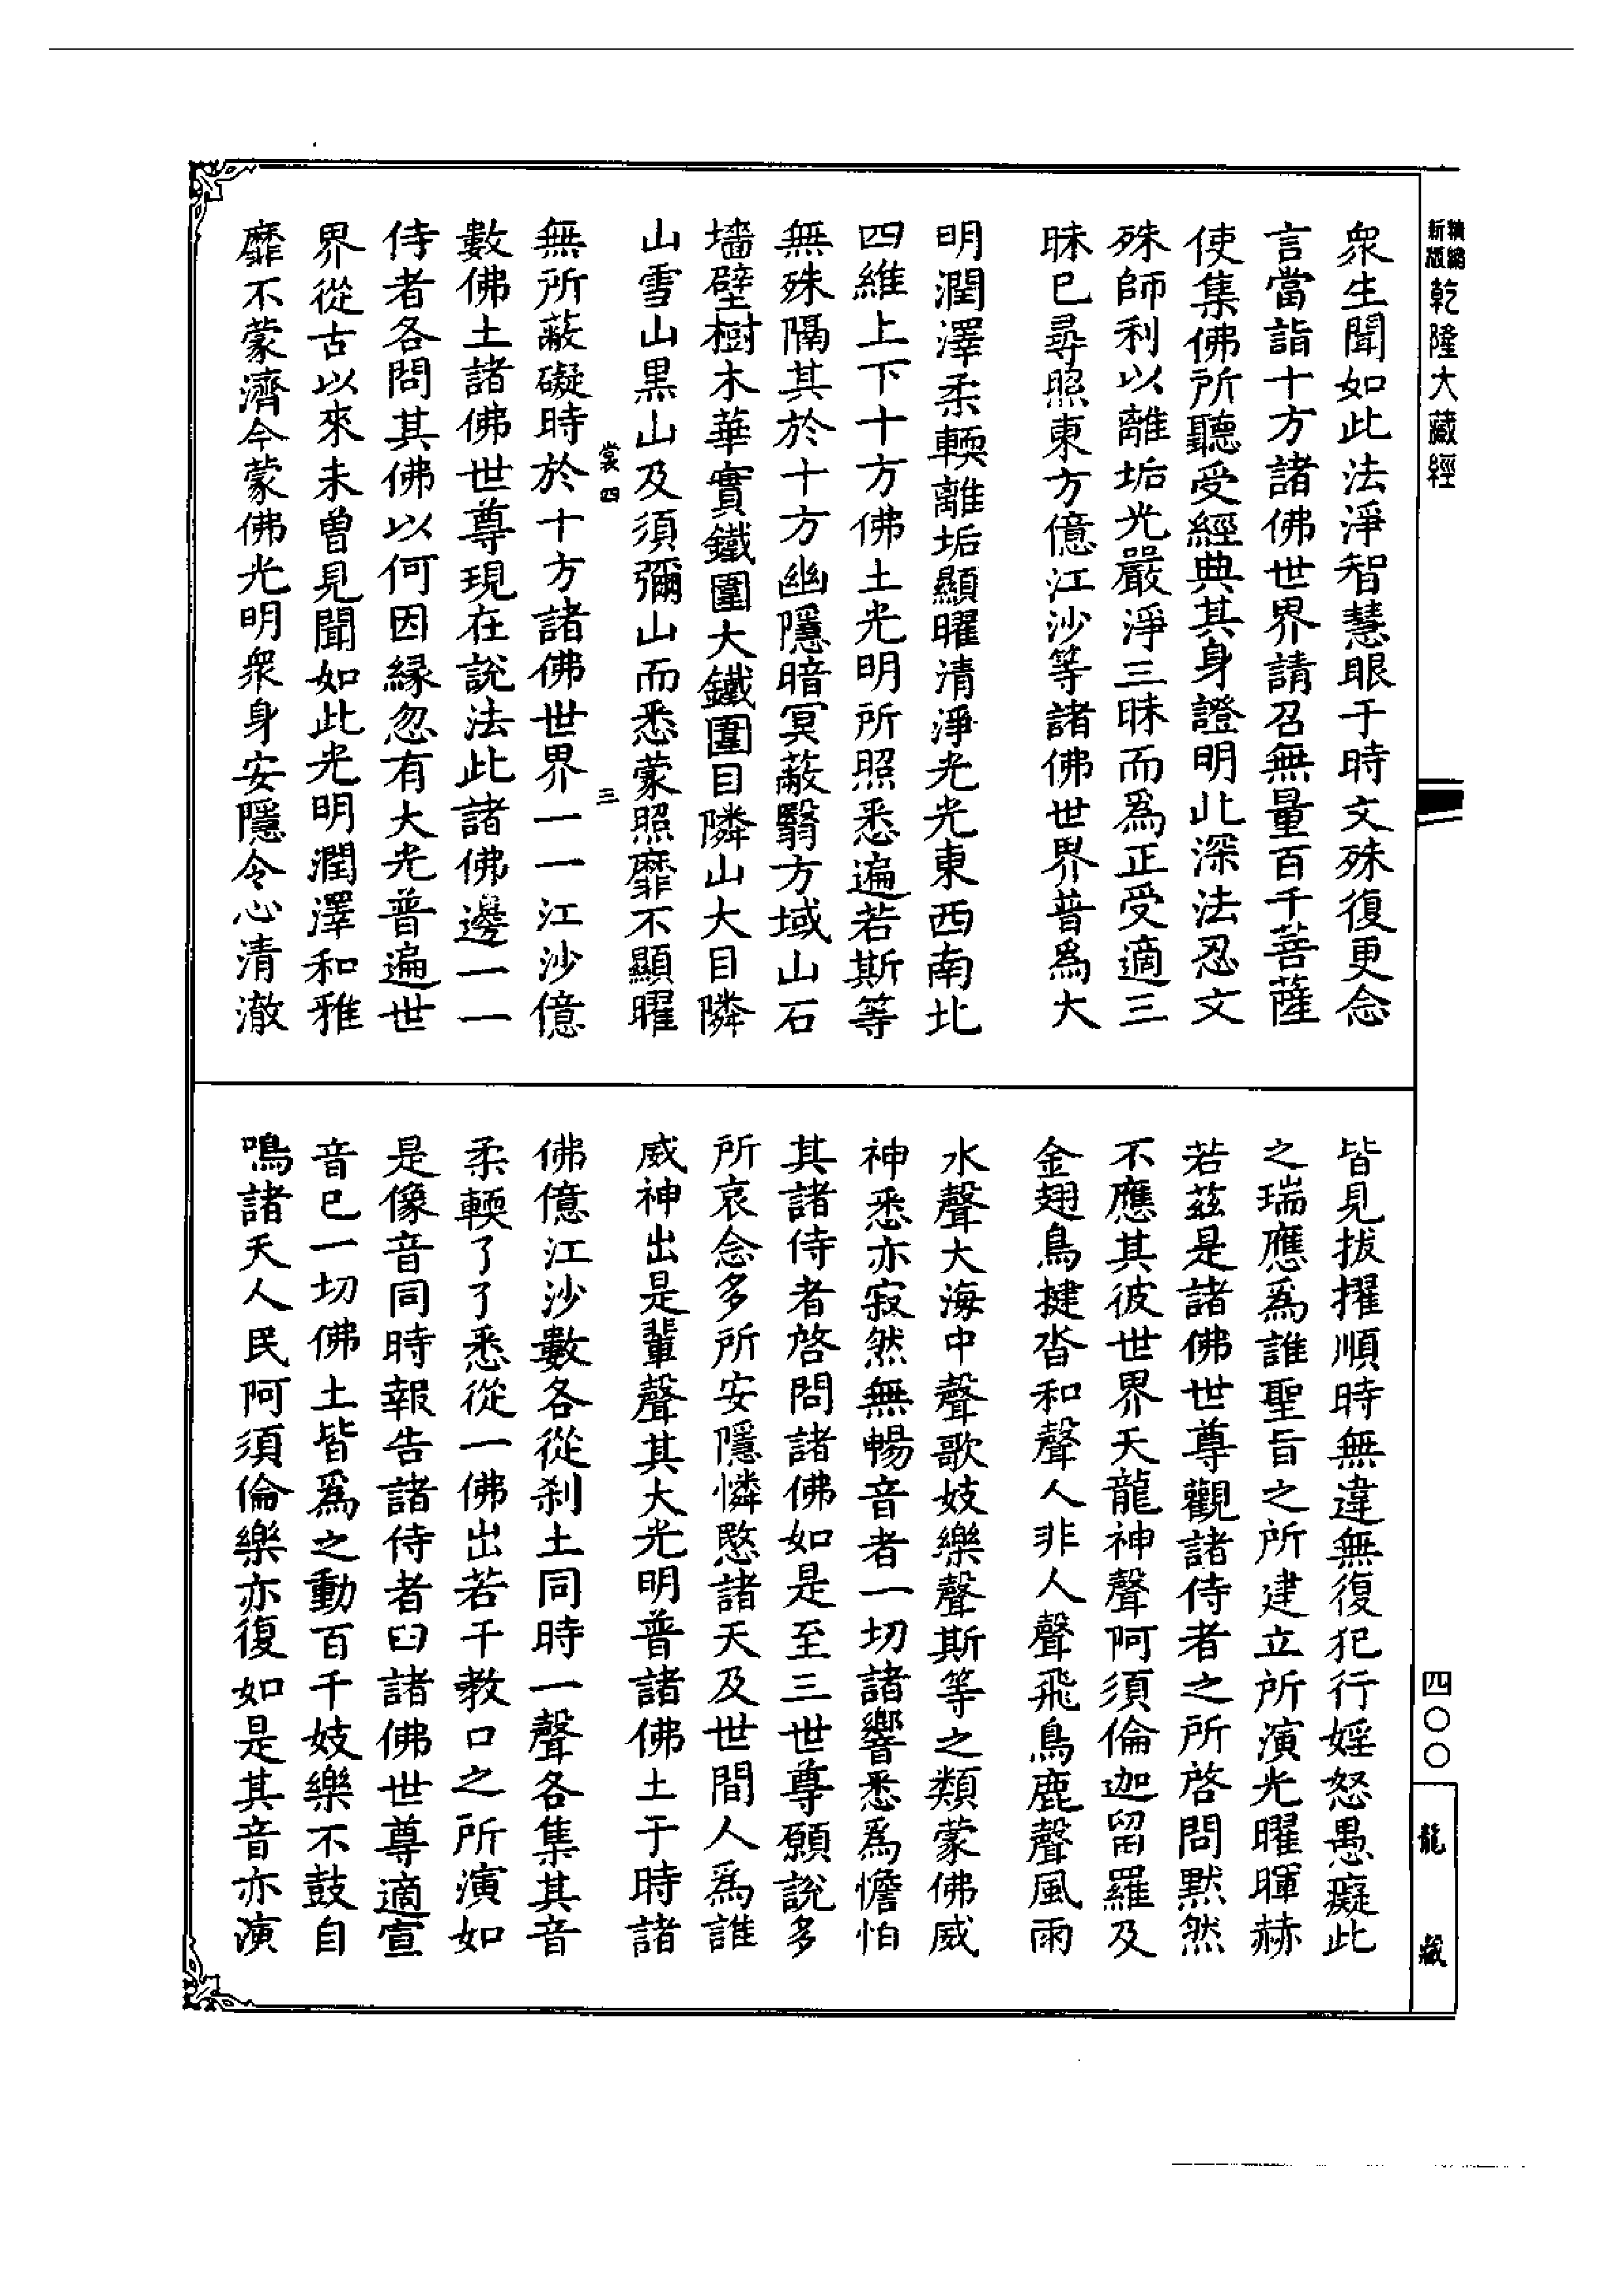 精縮
新版
乾隆大藏經
衆生聞如此法淨智慧眼于時文殊復更念
言當詣十方諸佛世界請召無量百千菩薩
使集佛所聽受經典其身證明此深法忍文
殊師利以離垢光嚴淨三昧而爲正受適三
昧已尋照東方億江沙等諸佛世界普爲大
明潤澤柔輭離垢顯曜清淨光光東西南北
四維上下十方佛土光明所照悉遍若斯等
無殊隔其於十方幽隱暗冥蔽翳方域山石
墻壁樹木華實鐵圍大鐵圍目隣山大目隣
山雪山黑山及須彌山而悉蒙照靡不顯曜
裳四
三
無所蔽礙時於十方諸佛世界一一江沙億
數佛土諸佛世尊現在説法此諸佛邊一一
侍者各問其佛以何因緣忽有大光普遍世
界從古以來未曾見聞如此光明潤澤和雅
靡不蒙濟今蒙佛光明衆身安隱令心清澈
皆見拔擢順時無違無復犯行婬怒愚癡此
之瑞應爲誰聖旨之所建立所演光曜暉赫
若茲是諸佛世尊觀諸侍者之所啓問默然
不應其彼世界天龍神聲阿須倫迦留羅及
金翅鳥揵沓和聲人非人聲飛鳥鹿聲風雨
水聲大海中聲歌妓樂聲斯等之類蒙佛威
神悉亦寂然無暢音者一切諸響悉爲憺怕
其諸侍者啓問諸佛如是至三世尊願説多
所哀念多所安隱憐愍諸天及世間人爲誰
威神出是輩聲其大光明普諸佛土于時諸
佛億江沙數各從刹土同時一聲各集其音
柔輭了了悉從一佛出若干教口之所演如
是像音同時報告諸侍者曰諸佛世尊適宣
音已一切佛土皆爲之動百千妓樂不鼓自
鳴諸天人民阿須倫樂亦復如是其音亦演
四〇〇
龍藏